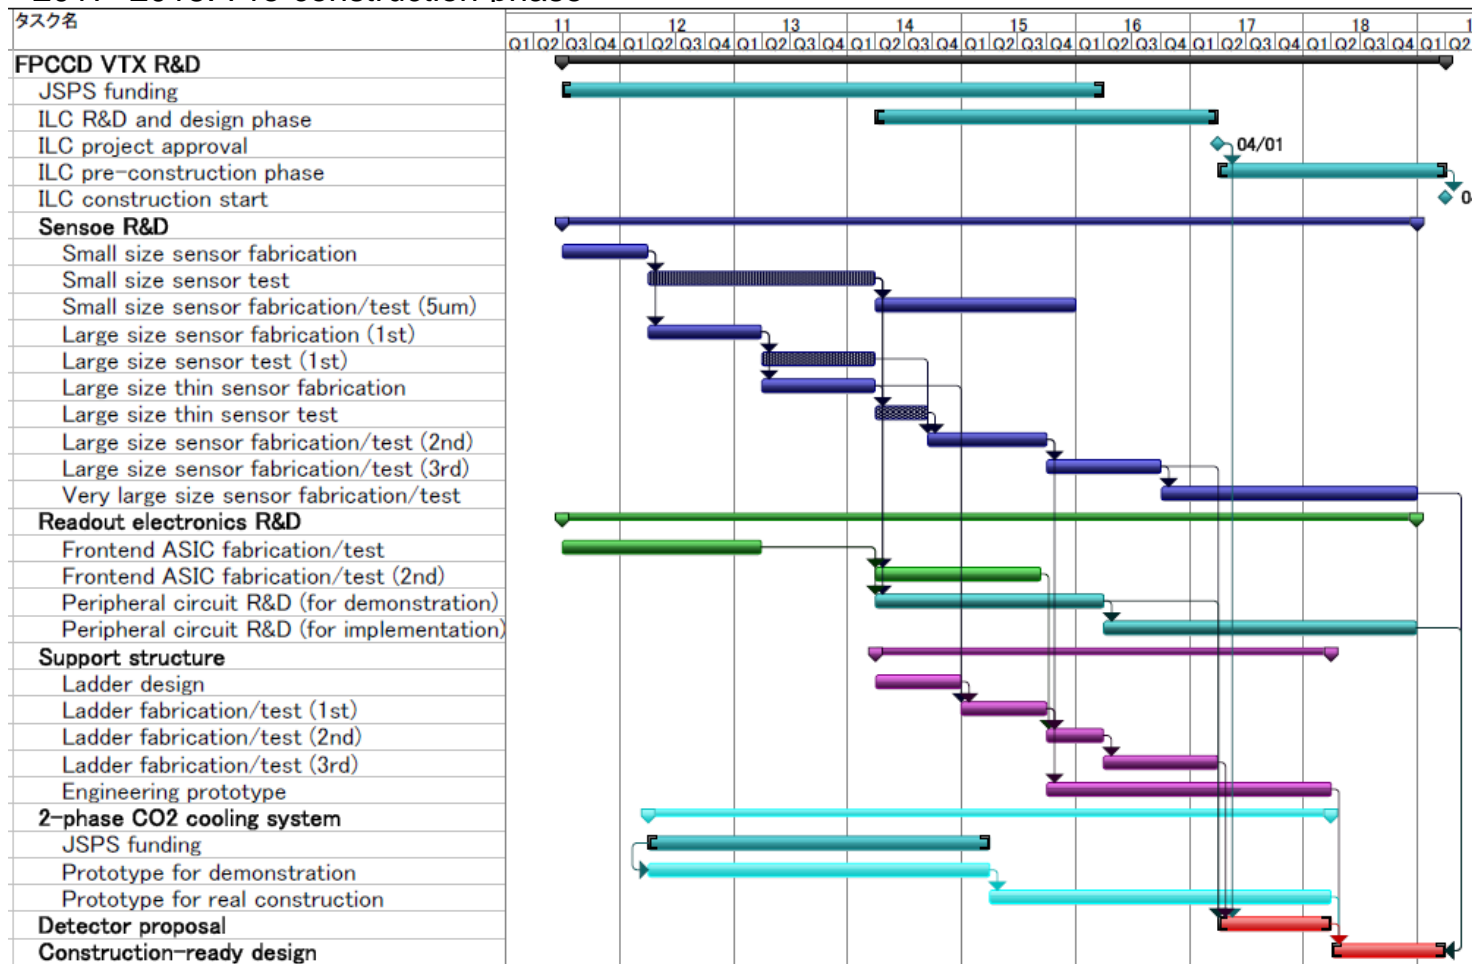 2017 - 2018: Pre-construction phase
タスク名 11 12 13 14 15 16 17 18
Q1 Q2 Q3 Q4 Q1 Q2 Q3 Q4 Q1 Q2 Q3 Q4 Q1 Q2 Q3 Q4 Q1 Q2 Q3 Q4 Q1 Q2 Q3 Q4 Q1 Q2 Q3 Q4 Q1 Q2 Q3 Q4 Q1 Q2
FPCCD VTX R&D
JSPS funding
ILC R&D and design phase
ILC project approval 04/01
ILC pre-construction phase
ILC construction start
Sensoe R&D
Small size sensor fabrication
Small size sensor test
Small size sensor fabrication/test (5um)
Large size sensor fabrication (1st)
Large size sensor test (1st)
Large size thin sensor fabrication
Large size thin sensor test
Large size sensor fabrication/test (2nd)
Large size sensor fabrication/test (3rd)
Very large size sensor fabrication/test
Readout electronics R&D
Frontend ASIC fabrication/test
Frontend ASIC fabrication/test (2nd)
Peripheral circuit R&D (for demonstration)
Peripheral circuit R&D (for implementation)
Support structure
Ladder design
Ladder fabrication/test (1st)
Ladder fabrication/test (2nd)
Ladder fabrication/test (3rd)
Engineering prototype
2-phase CO2 cooling system
JSPS funding
Prototype for demonstration
Prototype for real construction
Detector proposal
Construction-ready design